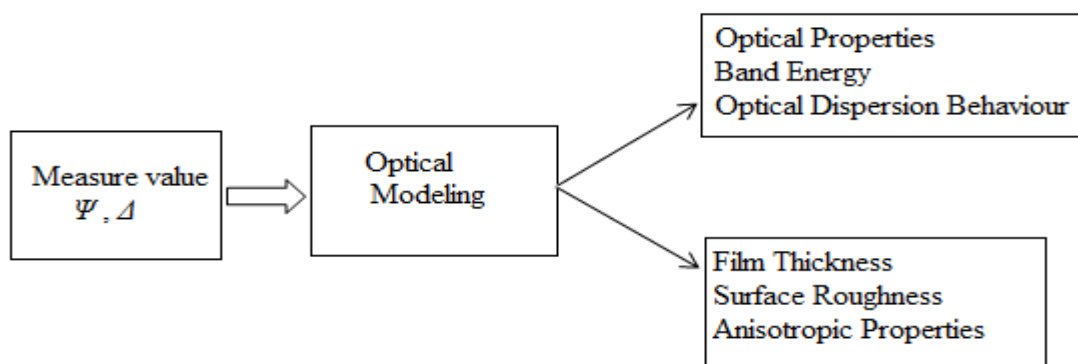 Measure value
Ψ , Δ
Optical
Modeling
Optical Properties
Band Energy
Optical Dispersion Behaviour
Film Thickness
Surface Roughness
Anisotropic Properties